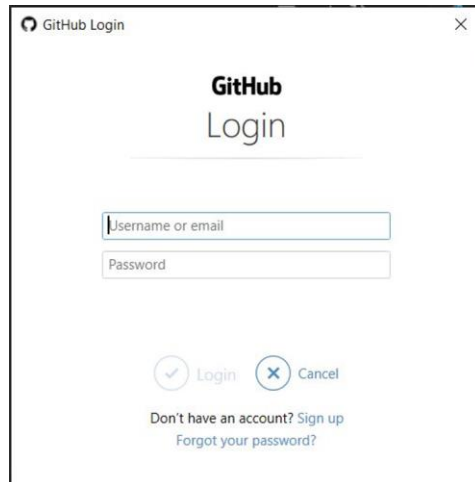 GitHub Login
GitHub
Login
Username or email
Password
Login Cancel
Don't have an account? Sign up
Forgot your password?